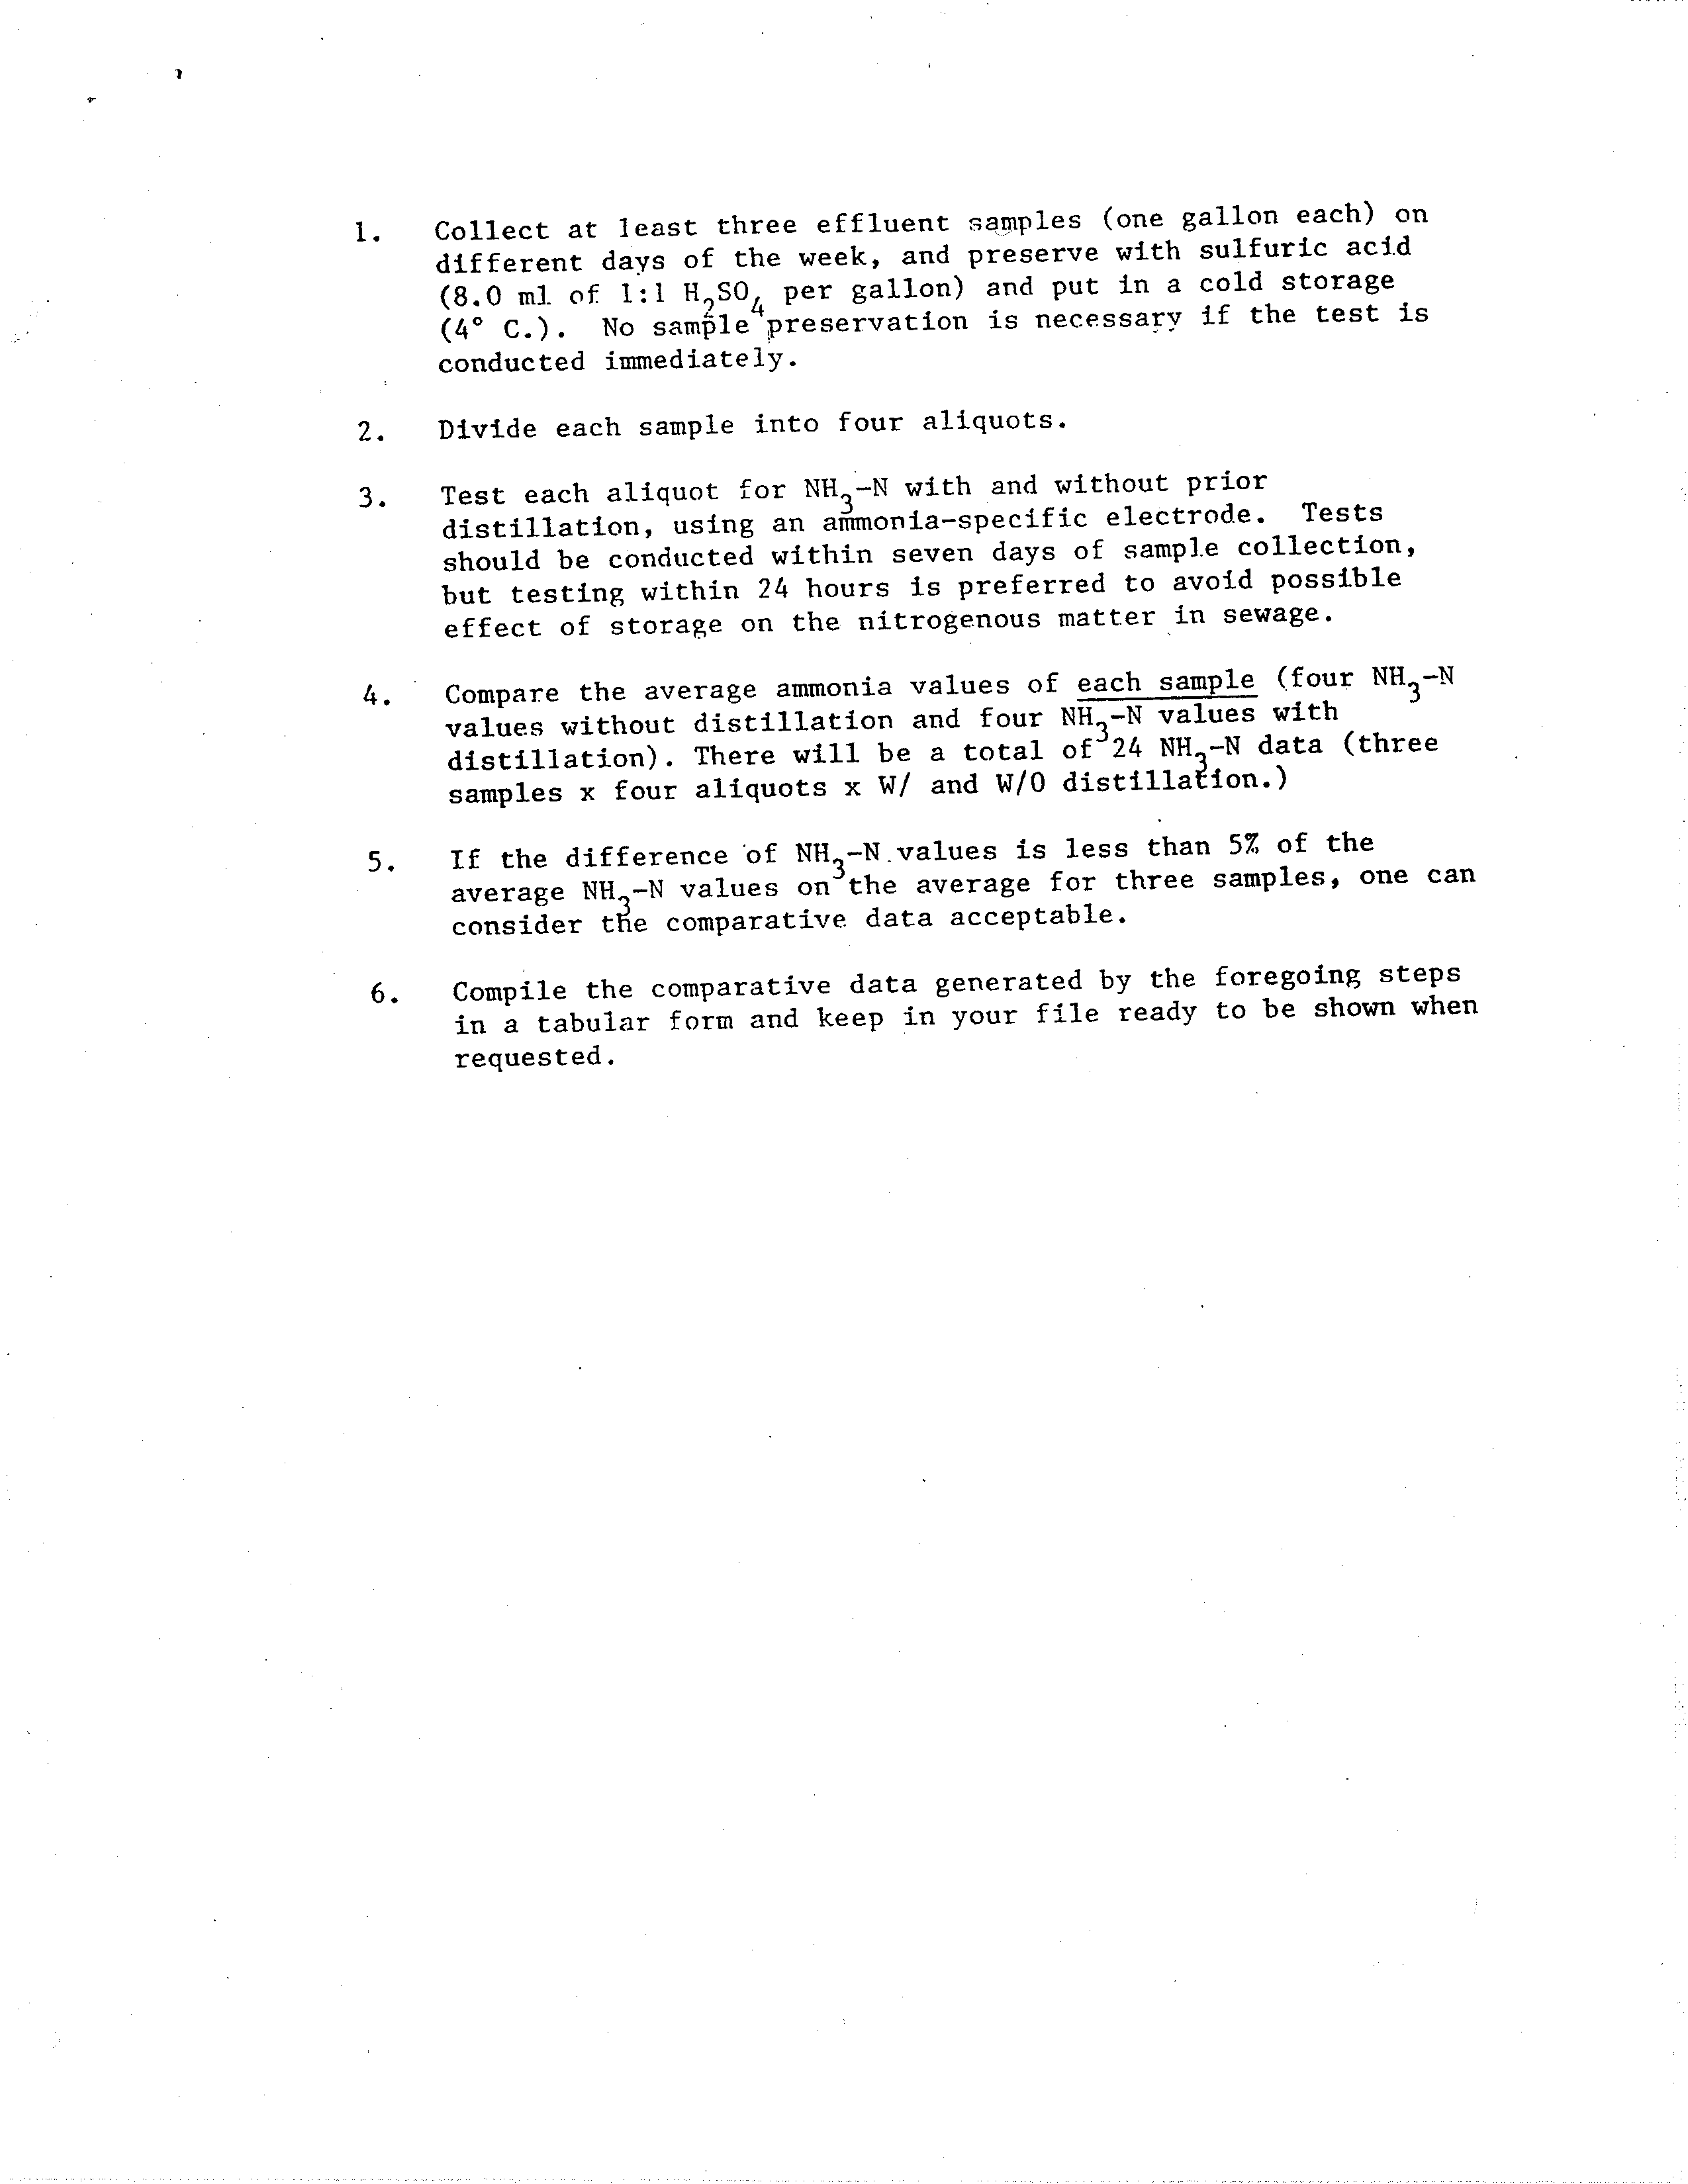 1. Collect at least three effluent samples (one gallon each) on
different days of the week, and preserve with sulfuric acid
(8.0 ml of 1:1 H₂SO₄ per gallon) and put in a cold storage
(4° C.). No sample preservation is necessary if the test is
conducted immediately.
2. Divide each sample into four aliquots.
3. Test each aliquot for NH₃-N with and without prior
distillation, using an ammonia-specific electrode. Tests
should be conducted within seven days of sample collection,
but testing within 24 hours is preferred to avoid possible
effect of storage on the nitrogenous matter in sewage.
4. Compare the average ammonia values of each sample (four NH₃-N
values without distillation and four NH₃-N values with
distillation). There will be a total of 24 NH₃-N data (three
samples x four aliquots x W/ and W/O distillation.)
5. If the difference of NH₃-N values is less than 5% of the
average NH₃-N values on the average for three samples, one can
consider the comparative data acceptable.
6. Compile the comparative data generated by the foregoing steps
in a tabular form and keep in your file ready to be shown when
requested.